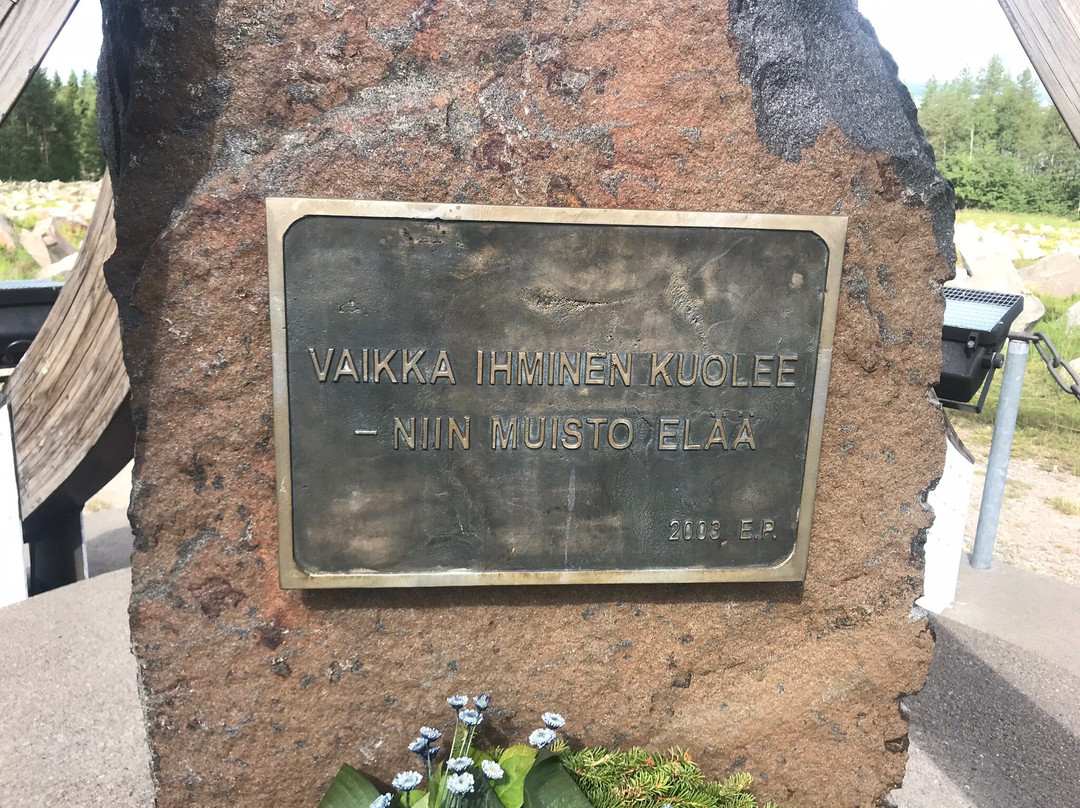 VAIKKA IHMINEN KUOLEE
– NIIN MUISTO ELÄÄ
2003 E.P.